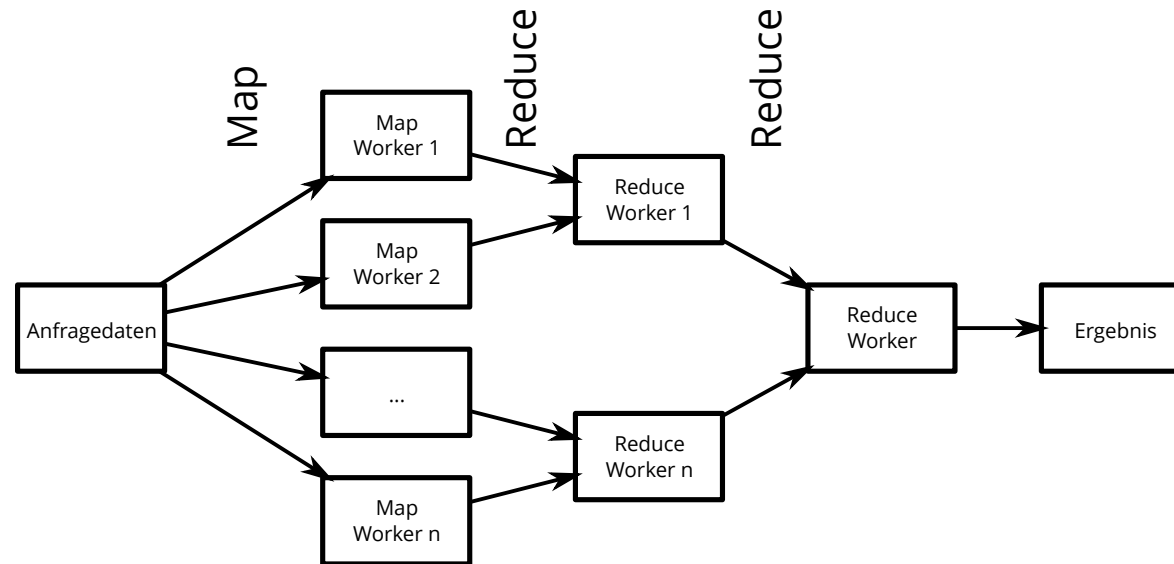 Map
Reduce
Reduce
Map
Worker 1
Map
Worker 2
...
Map
Worker n
Anfragedaten
Reduce
Worker 1
Reduce
Worker n
Reduce
Worker
Ergebnis